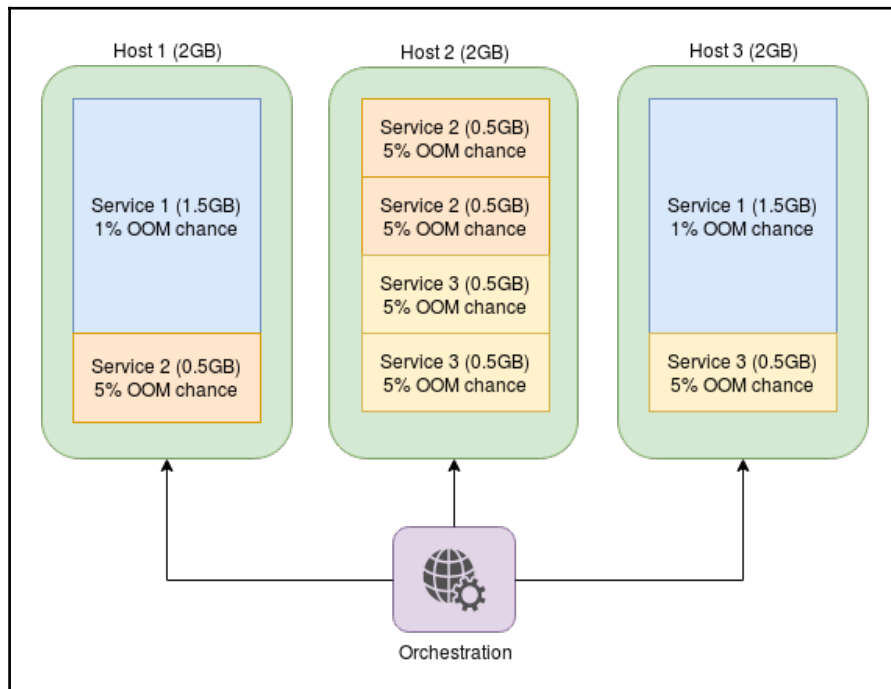 Host 1 (2GB)
Host 2 (2GB)
Host 3 (2GB)
Service 1 (1.5GB)
1% OOM chance
Service 2 (0.5GB)
5% OOM chance
Service 2 (0.5GB)
5% OOM chance
Service 2 (0.5GB)
5% OOM chance
Service 3 (0.5GB)
5% OOM chance
Service 3 (0.5GB)
5% OOM chance
Service 1 (1.5GB)
1% OOM chance
Service 3 (0.5GB)
5% OOM chance
Orchestration